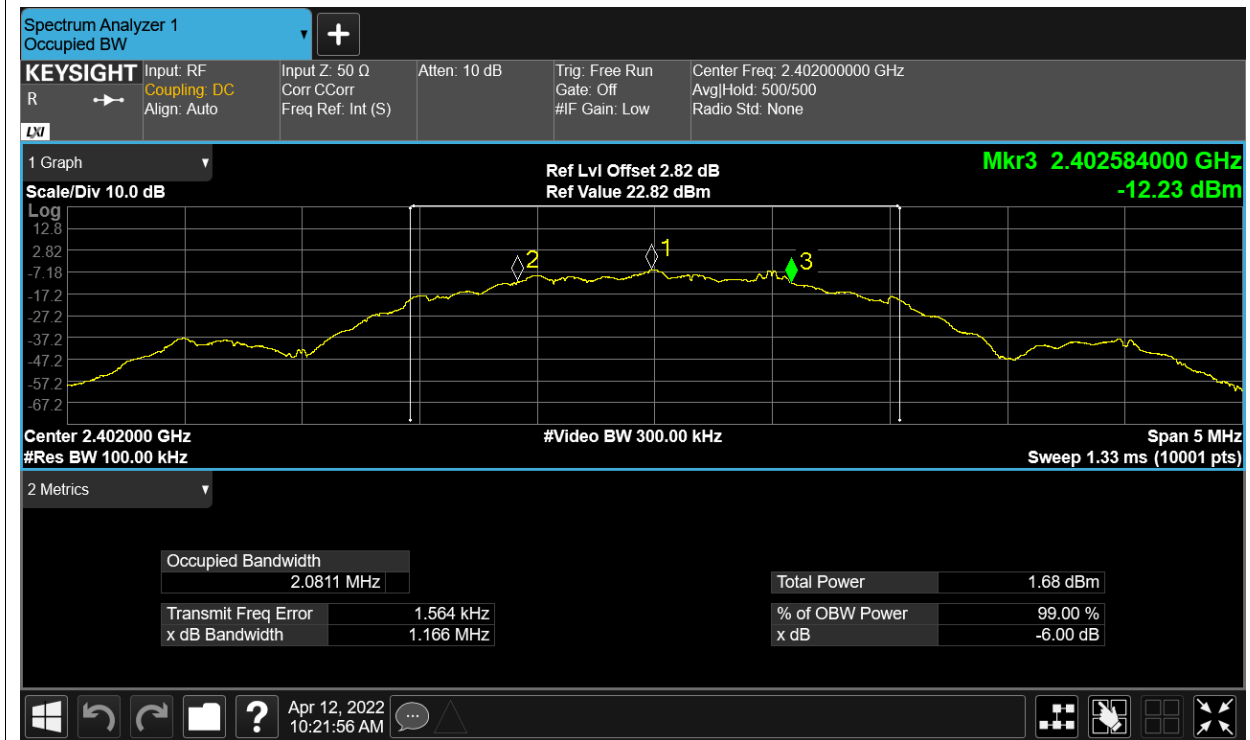 Spectrum Analyzer 1
Occupied BW
+
KEYSIGHT
R
LXI
Input: RF
Coupling: DC
Align: Auto
Input Z: 50 Ω
Corr CCorr
Freq Ref: Int (S)
Atten: 10 dB
Trig: Free Run
Gate: Off
#IF Gain: Low
Center Freq: 2.402000000 GHz
Avg|Hold: 500/500
Radio Std: None
1 Graph
Scale/Div 10.0 dB
Ref Lvl Offset 2.82 dB
Ref Value 22.82 dBm
Mkr3 2.402584000 GHz
-12.23 dBm
Log
12.8
2.82
-7.18
-17.2
-27.2
-37.2
-47.2
-57.2
-67.2
2
1
3
Center 2.402000 GHz
#Res BW 100.00 kHz
#Video BW 300.00 kHz
Span 5 MHz
Sweep 1.33 ms (10001 pts)
2 Metrics
Occupied Bandwidth
2.0811 MHz
Transmit Freq Error 1.564 kHz
x dB Bandwidth 1.166 MHz
Total Power 1.68 dBm
% of OBW Power 99.00 %
x dB -6.00 dB
?
Apr 12, 2022
10:21:56 AM